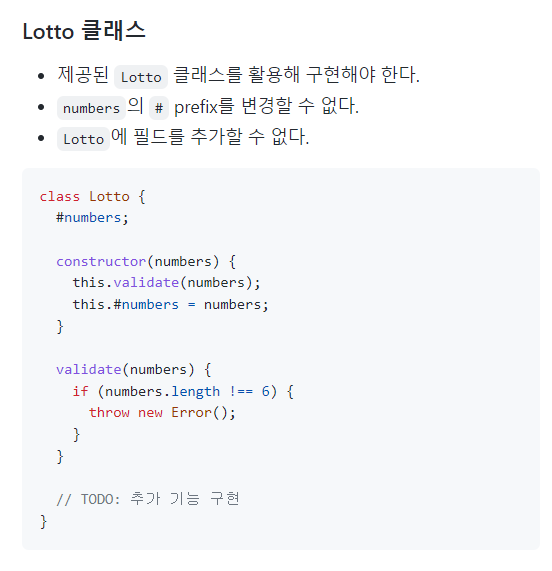 Lotto 클래스
제공된 Lotto 클래스를 활용해 구현해야 한다.
numbers의 # prefix를 변경할 수 없다.
Lotto에 필드를 추가할 수 없다.
class Lotto {
  #numbers;

  constructor(numbers) {
    this.validate(numbers);
    this.#numbers = numbers;
  }

  validate(numbers) {
    if (numbers.length !== 6) {
      throw new Error();
    }
  }

  // TODO: 추가 기능 구현
}